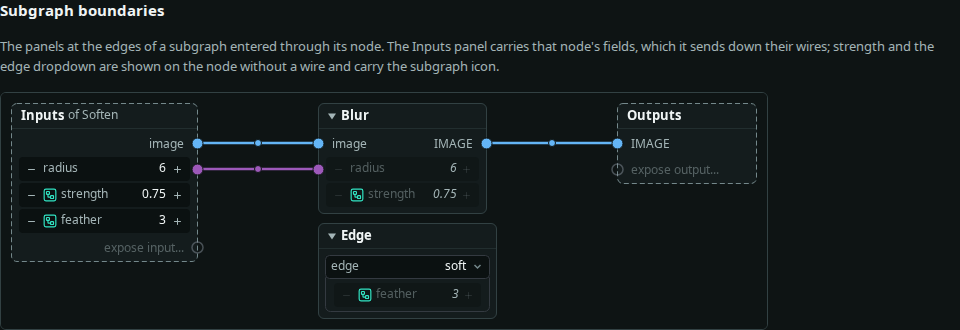 Subgraph boundaries
The panels at the edges of a subgraph entered through its node. The Inputs panel carries that node's fields, which it sends down their wires; strength and the
edge dropdown are shown on the node without a wire and carry the subgraph icon.
Inputs of Soften
image
− radius 6 +
− strength 0.75 +
− feather 3 +
expose input...
▼ Blur
image IMAGE
− radius 6 +
− strength 0.75 +
▼ Edge
edge soft
− feather 3 +
Outputs
IMAGE
expose output...